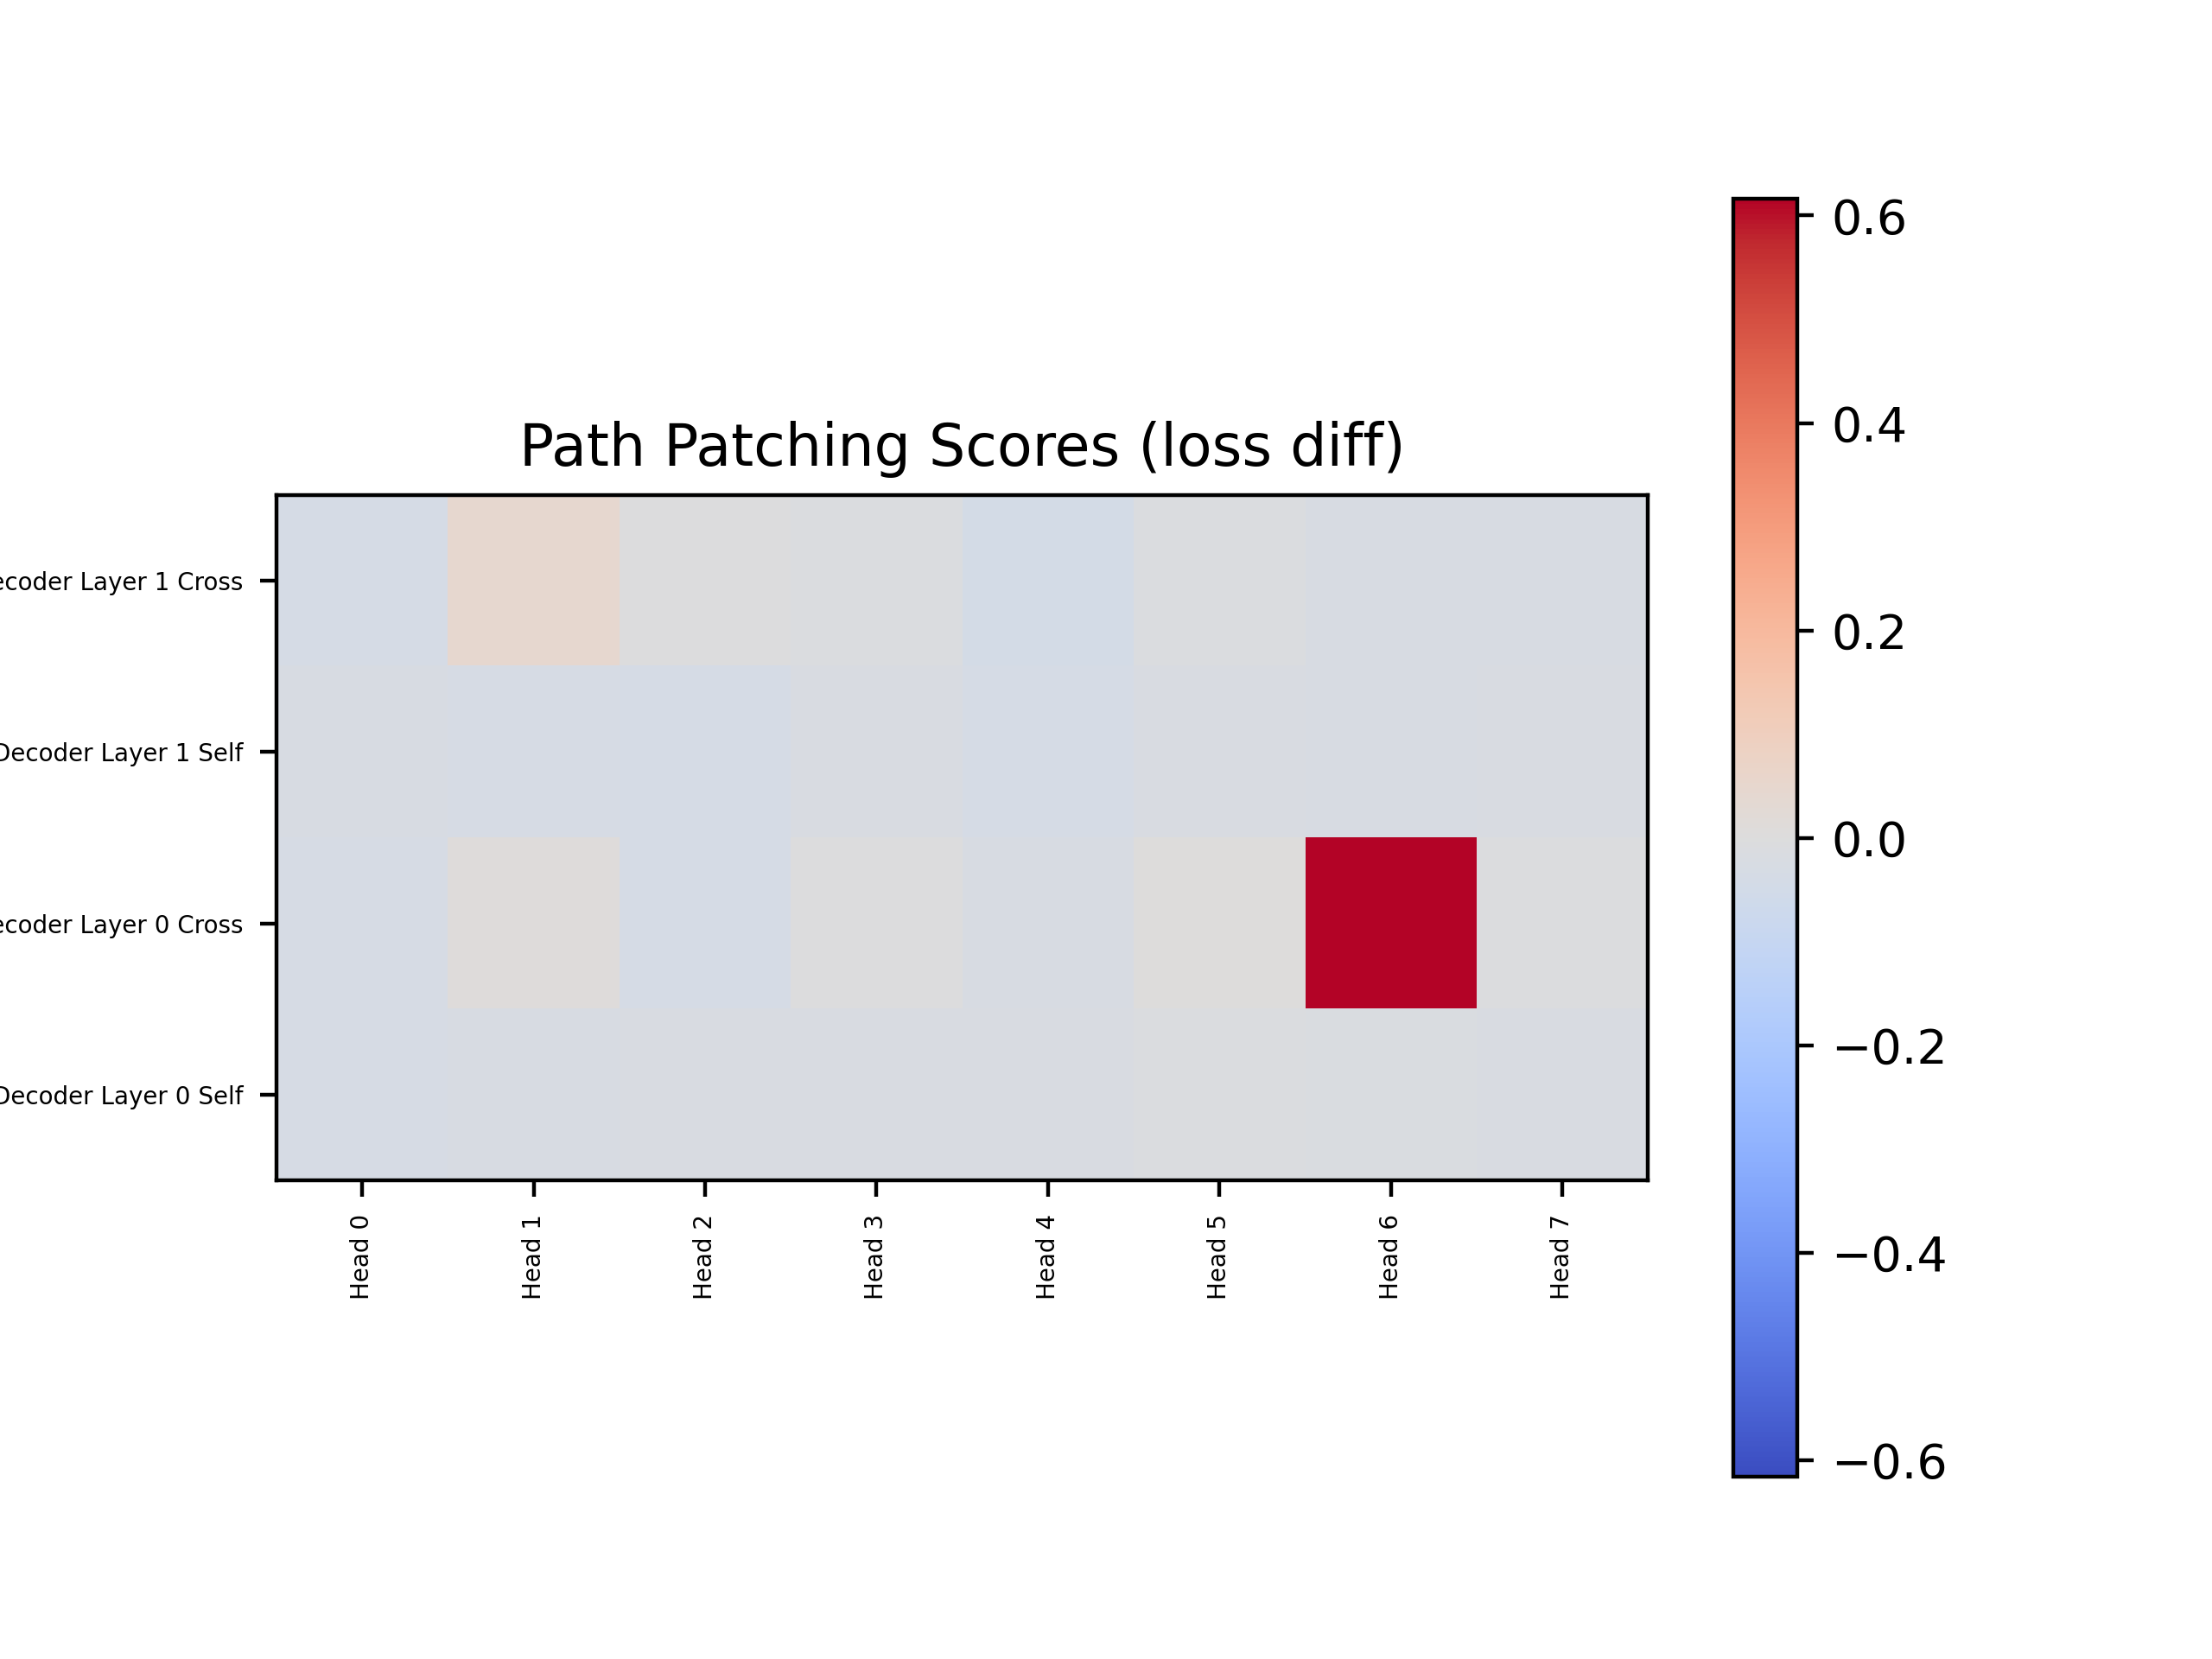 Path Patching Scores (loss diff)
ecoder Layer 1 Cross
Decoder Layer 1 Self
ecoder Layer 0 Cross
Decoder Layer 0 Self
Head 0
Head 1
Head 2
Head 3
Head 4
Head 5
Head 6
Head 7
0.6
0.4
0.2
0.0
−0.2
−0.4
−0.6